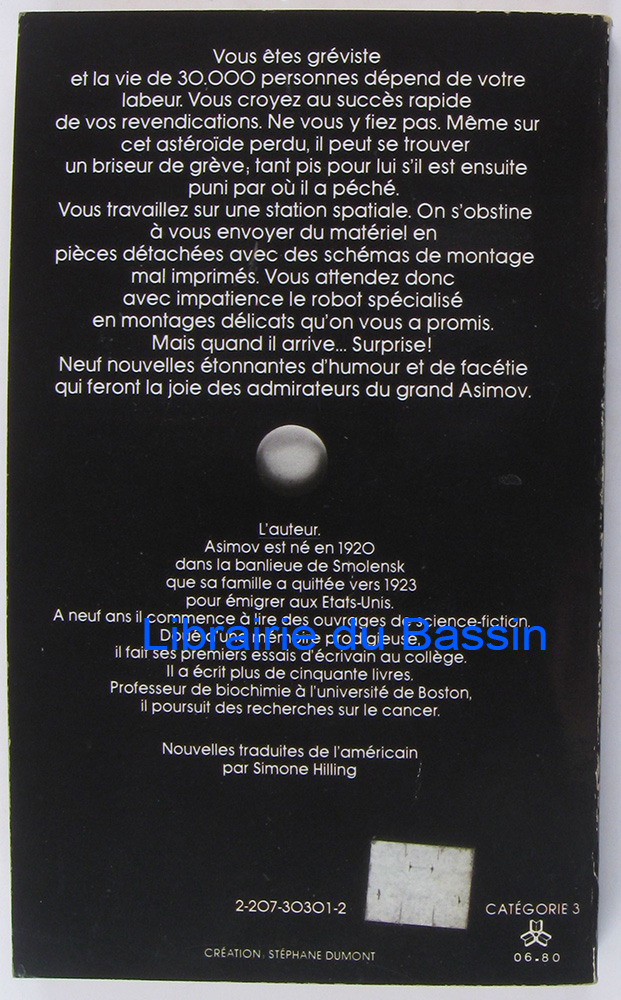 Vous êtes gréviste
et la vie de 30.000 personnes dépend de votre
labeur. Vous croyez au succès rapide
de vos revendications. Ne vous y fiez pas. Même sur
cet astéroïde perdu, il peut se trouver
un briseur de grève; tant pis pour lui s'il est ensuite
puni par où il a péché.
Vous travaillez sur une station spatiale. On s'obstine
à vous envoyer du matériel en
pièces détachées avec des schémas de montage
mal imprimés. Vous attendez donc
avec impatience le robot spécialisé
en montages délicats qu'on vous a promis.
Mais quand il arrive... Surprise!
Neuf nouvelles étonnantes d'humour et de facétie
qui feront la joie des admirateurs du grand Asimov.
L'auteur.
Asimov est né en 1920
dans la banlieue de Smolensk
que sa famille a quittée vers 1923
pour émigrer aux Etats-Unis.
A neuf ans il commence à lire des ouvrages de science-fiction.
Librairie du Bassin
Doué d'une mémoire prodigieuse,
il fait ses premiers essais d'écrivain au collège.
Il a écrit plus de cinquante livres.
Professeur de biochimie à l'université de Boston,
il poursuit des recherches sur le cancer.
Nouvelles traduites de l'américain
par Simone Hilling
2-207-30301-2
CATÉGORIE 3
06.80
CRÉATION: STÉPHANE DUMONT